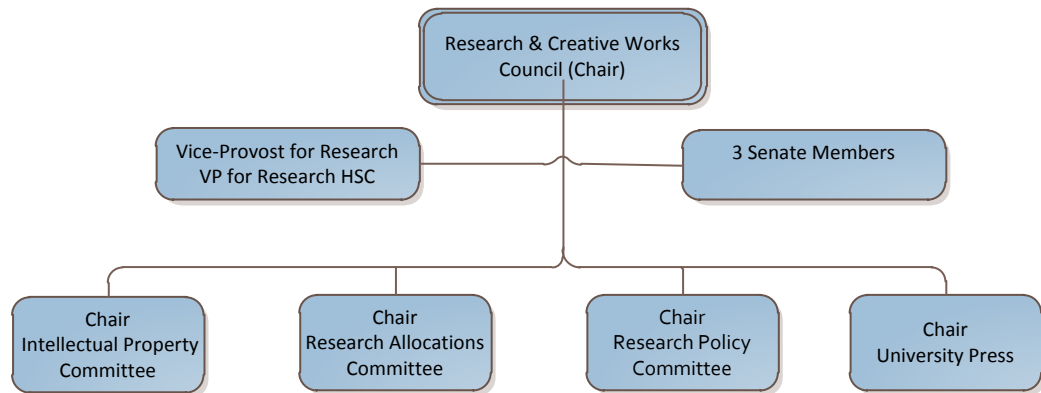 Research & Creative Works
Council (Chair)
Vice-Provost for Research
VP for Research HSC
3 Senate Members
Chair
Intellectual Property
Committee
Chair
Research Allocations
Committee
Chair
Research Policy
Committee
Chair
University Press